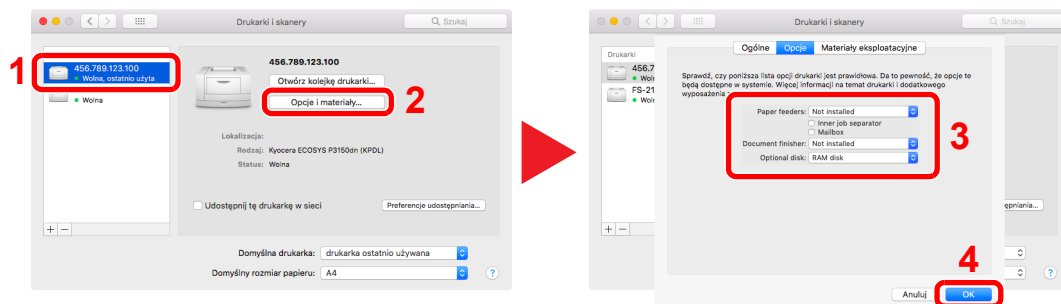 Drukarki i skanery
Szukaj
1
456.789.123.100
Wolna, ostatnio użyta
Wolna
456.789.123.100
Otwórz kolejkę drukarki...
Opcje i materiały...
2
Lokalizacja:
Rodzaj: Kyocera ECOSYS P3150dn (KPDL)
Status: Wolna
Udostępnij tę drukarkę w sieci
Preferencje udostępniania...
+ −
Domyślna drukarka: drukarka ostatnio używana
Domyślny rozmiar papieru: A4
?
Drukarki i skanery
Szukaj
Drukarki
456.7
Woln
FS-21
Woln
Ogólne Opcje Materiały eksploatacyjne
Sprawdź, czy poniższa lista opcji drukarki jest prawidłowa. Da to pewność, że opcje te
będą dostępne w systemie. Więcej informacji na temat drukarki i dodatkowego
wyposażenia
Paper feeders: Not installed
Inner job separator
Mailbox
Document finisher: Not installed
Optional disk: RAM disk
3
ępniania...
+ −
?
4
Anuluj OK